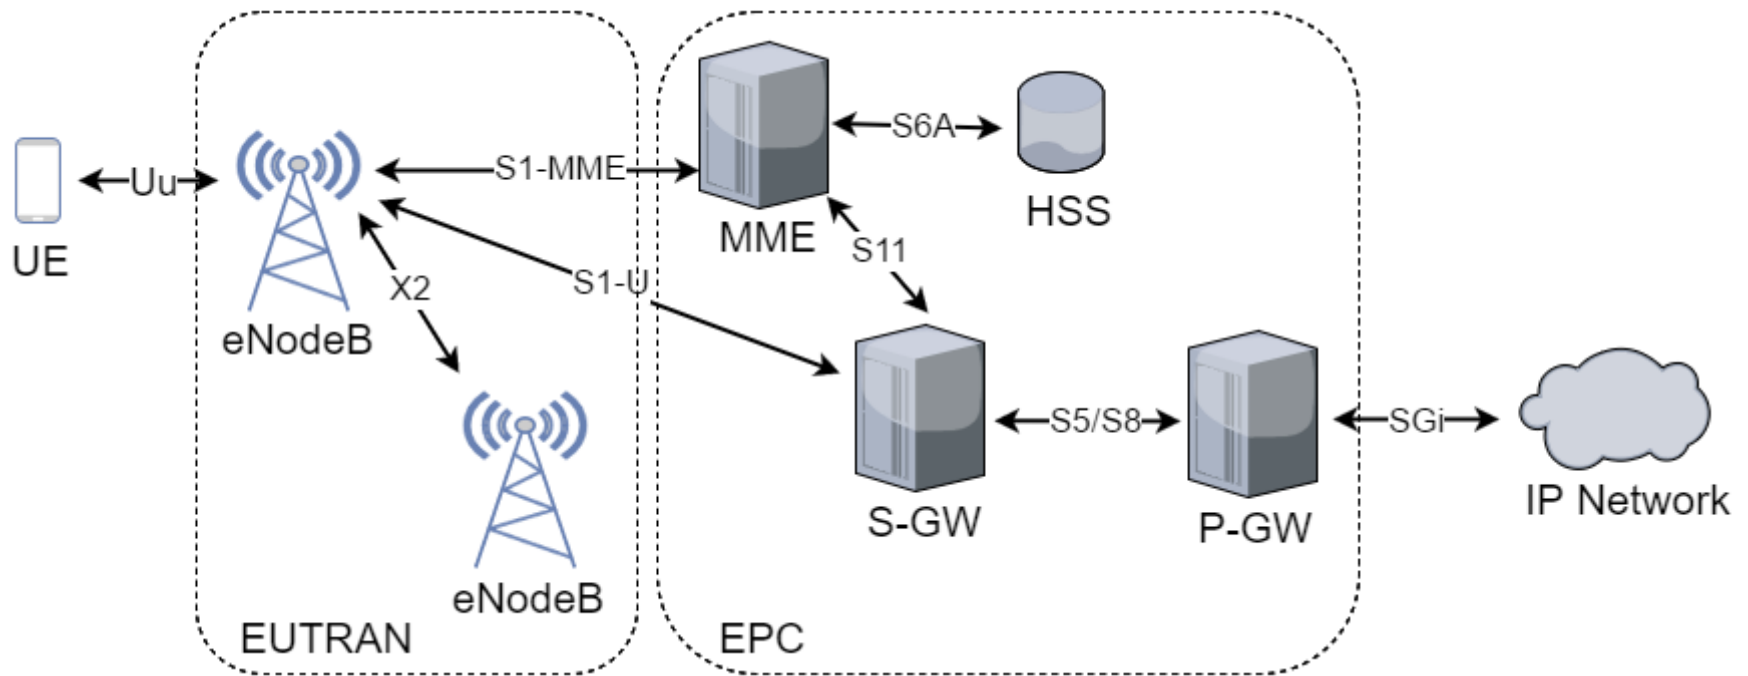 UE
Uu
eNodeB
X2
eNodeB
EUTRAN
S1-MME
S1-U
MME
S6A
HSS
S11
S-GW
S5/S8
P-GW
EPC
SGi
IP Network